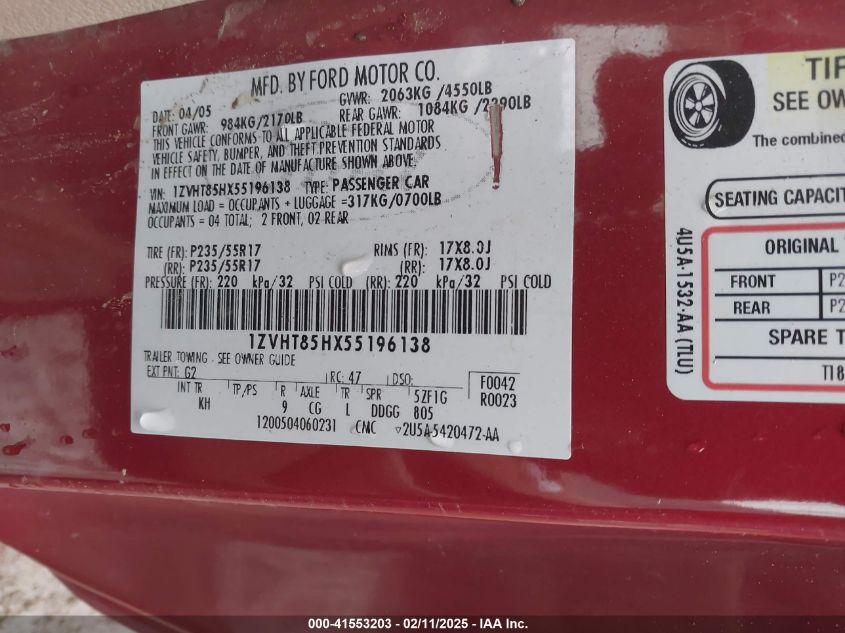 MFD. BY FORD MOTOR CO.
DATE: 04/05 GVWR: 2063KG /4550LB
FRONT GAWR: 984KG/2170LB REAR GAWR: 1084KG /2390LB
THIS VEHICLE CONFORMS TO ALL APPLICABLE FEDERAL MOTOR
VEHICLE SAFETY, BUMPER, AND THEFT PREVENTION STANDARDS
IN EFFECT ON THE DATE OF MANUFACTURE SHOWN ABOVE.
VIN: 1ZVHT85HX55196138 TYPE: PASSENGER CAR
MAXIMUM LOAD = OCCUPANTS + LUGGAGE =317KG/0700LB
OCCUPANTS = 04 TOTAL; 2 FRONT, 02 REAR
TIRE (FR): P235/55R17 RIMS (FR): 17X8.0J
(RR): P235/55R17 (RR): 17X8.0J
PRESSURE (FR): 220 kPa/32 PSI COLD (RR): 220 kPa/32 PSI COLD
1ZVHT85HX55196138
TRAILER TOWING - SEE OWNER GUIDE
EXT PNT: G2 RC: 47 DSO: F0042
INT TR TP/PS R AXLE TR SPR 5ZF1G R0023
KH 9 CG L DDGG 805
1200504060231 CMC ▽2U5A-5420472-AA
TIR
SEE OW
The combined
SEATING CAPACIT
ORIGINAL
FRONT P2
REAR P2
SPARE T
T18
4U5A-1532-AA (TLU)
000-41553203 - 02/11/2025 - IAA Inc.